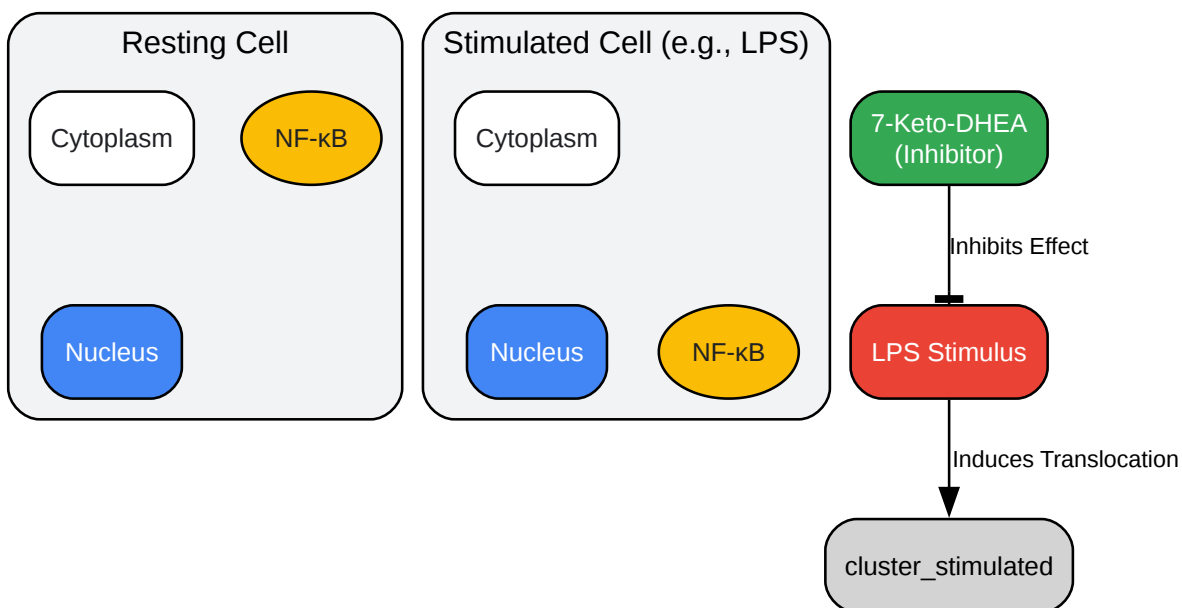 Resting Cell
Cytoplasm
NF-κB
Nucleus
Stimulated Cell (e.g., LPS)
Cytoplasm
Nucleus
NF-κB
7-Keto-DHEA
(Inhibitor)
Inhibits Effect
LPS Stimulus
Induces Translocation
cluster_stimulated